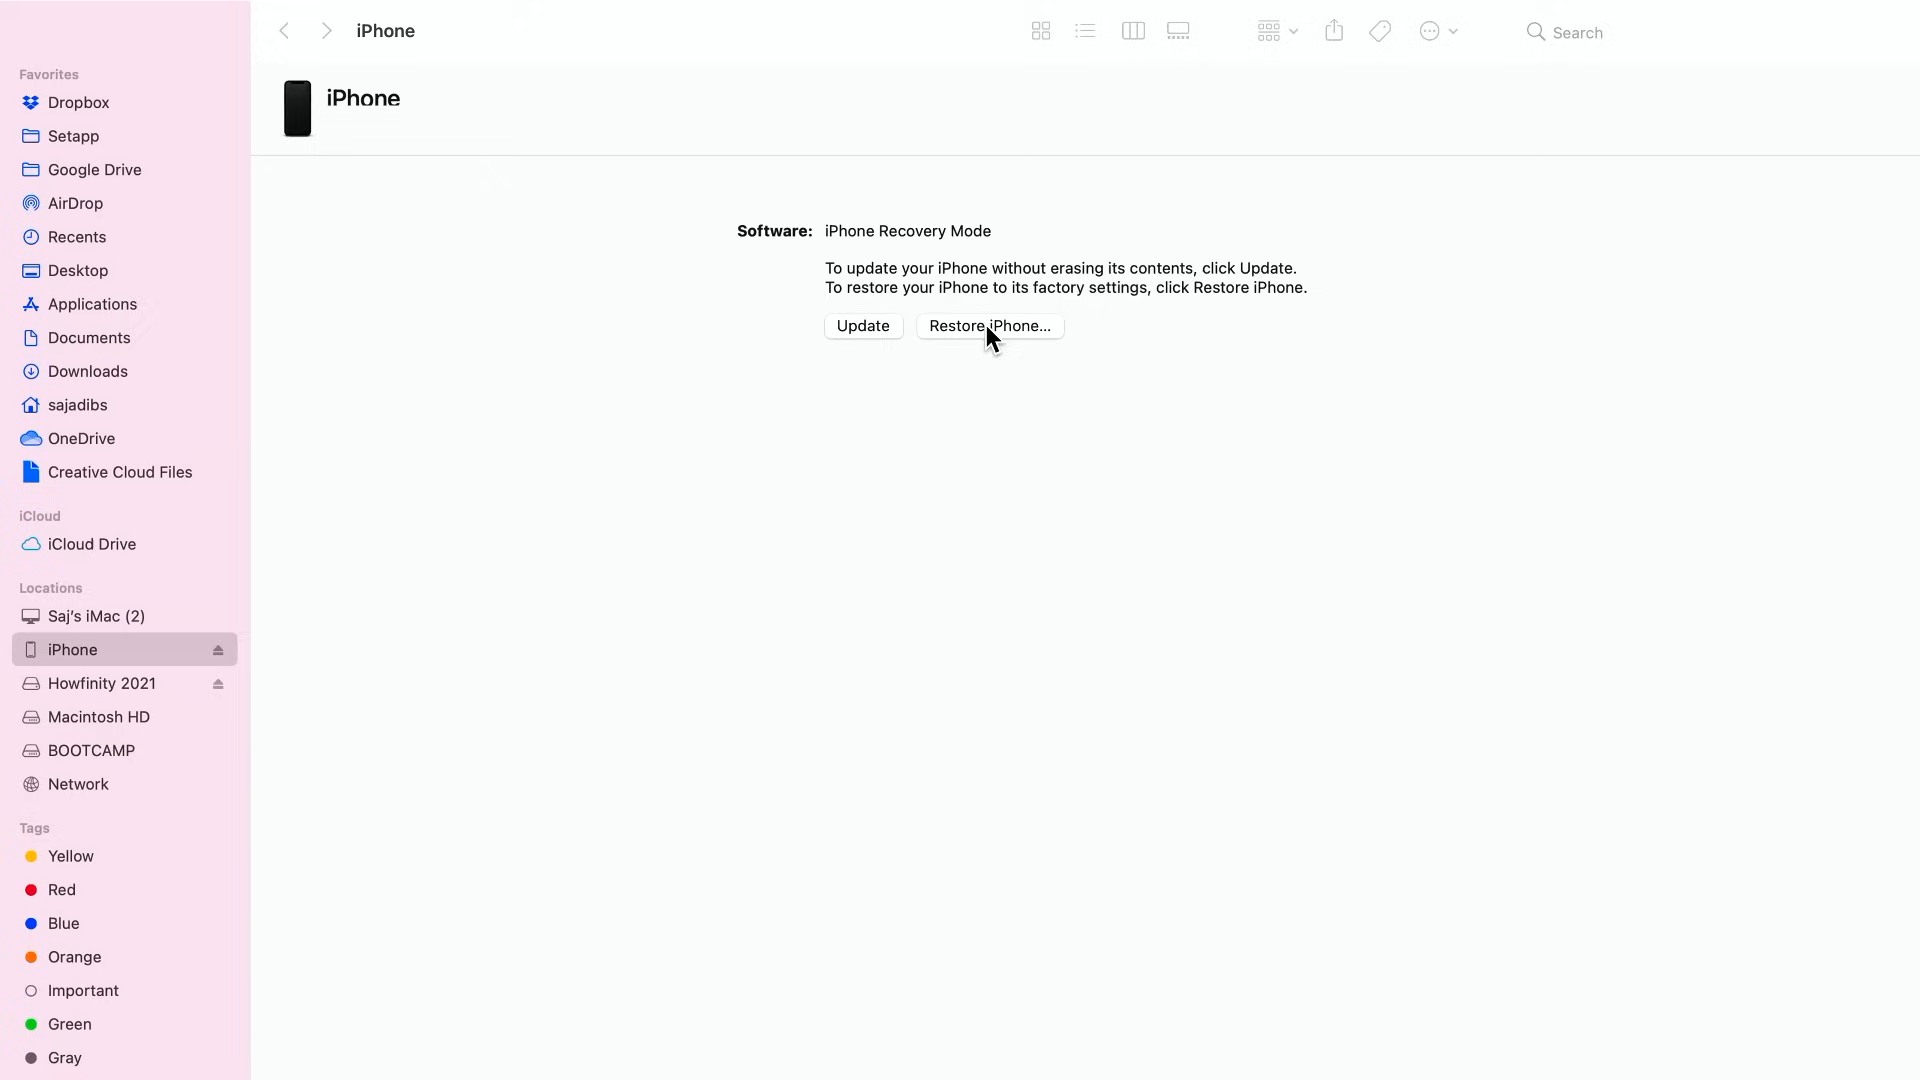 iPhone
Search
Favorites
Dropbox
Setapp
Google Drive
AirDrop
Recents
Desktop
Applications
Documents
Downloads
sajadibs
OneDrive
Creative Cloud Files
iCloud
iCloud Drive
Locations
Saj's iMac (2)
iPhone
Howfinity 2021
Macintosh HD
BOOTCAMP
Network
Tags
Yellow
Red
Blue
Orange
Important
Green
Gray
iPhone
Software: iPhone Recovery Mode
To update your iPhone without erasing its contents, click Update.
To restore your iPhone to its factory settings, click Restore iPhone.
Update
Restore iPhone...